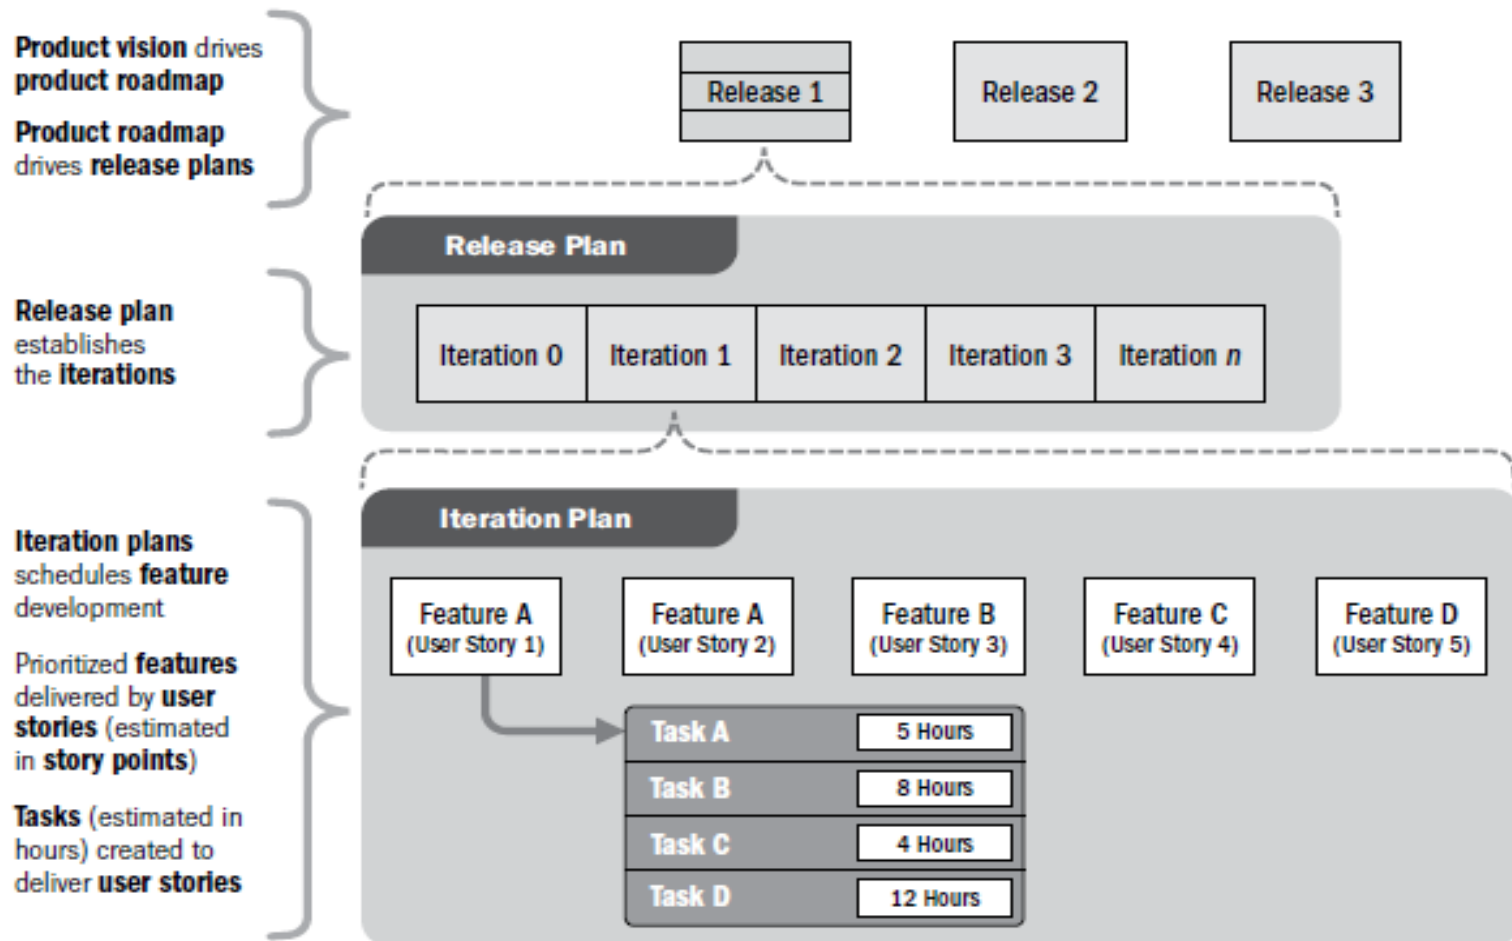 Product vision drives
product roadmap
Product roadmap
drives release plans
Release 1
Release 2
Release 3
Release plan
establishes
the iterations
Release Plan
Iteration 0
Iteration 1
Iteration 2
Iteration 3
Iteration n
Iteration plans
schedules feature
development
Prioritized features
delivered by user
stories (estimated
in story points)
Tasks (estimated in
hours) created to
deliver user stories
Iteration Plan
Feature A
(User Story 1)
Feature A
(User Story 2)
Feature B
(User Story 3)
Feature C
(User Story 4)
Feature D
(User Story 5)
Task A
5 Hours
Task B
8 Hours
Task C
4 Hours
Task D
12 Hours